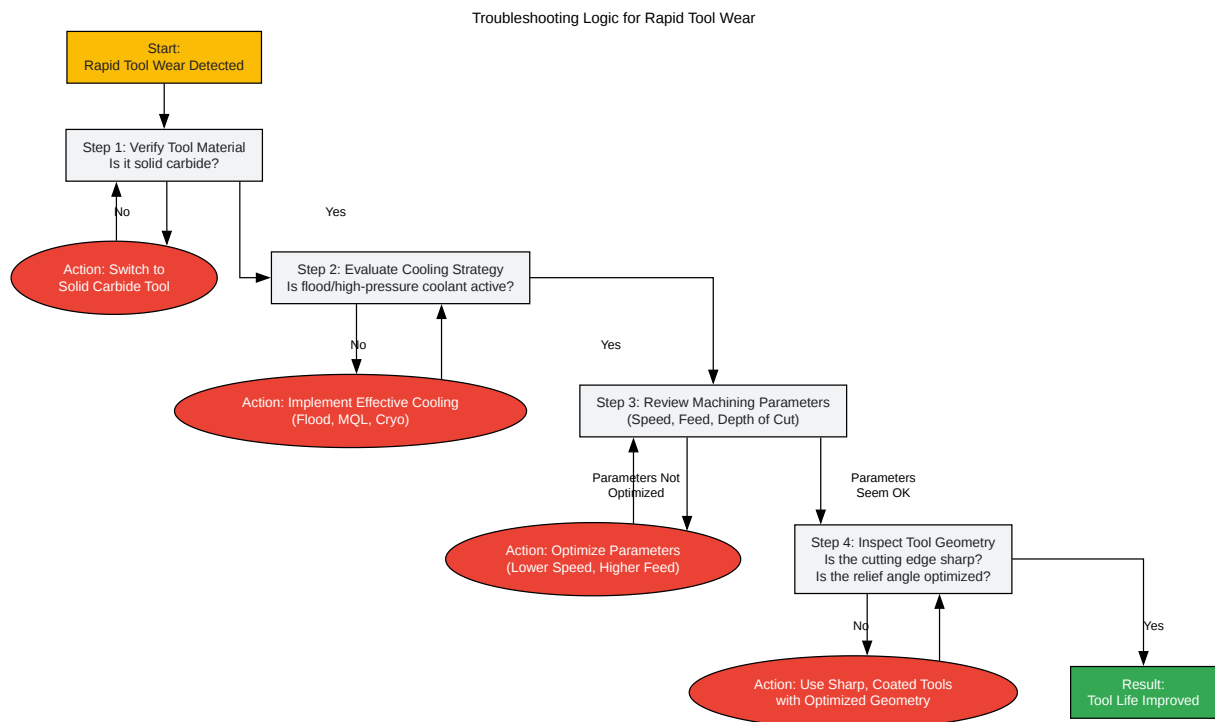 Troubleshooting Logic for Rapid Tool Wear
Start:
Rapid Tool Wear Detected
Step 1: Verify Tool Material
Is it solid carbide?
No
Yes
Action: Switch to
Solid Carbide Tool
Step 2: Evaluate Cooling Strategy
Is flood/high-pressure coolant active?
No
Yes
Action: Implement Effective Cooling
(Flood, MQL, Cryo)
Step 3: Review Machining Parameters
(Speed, Feed, Depth of Cut)
Parameters Not
Optimized
Parameters
Seem OK
Action: Optimize Parameters
(Lower Speed, Higher Feed)
Step 4: Inspect Tool Geometry
Is the cutting edge sharp?
Is the relief angle optimized?
No
Yes
Action: Use Sharp, Coated Tools
with Optimized Geometry
Result:
Tool Life Improved